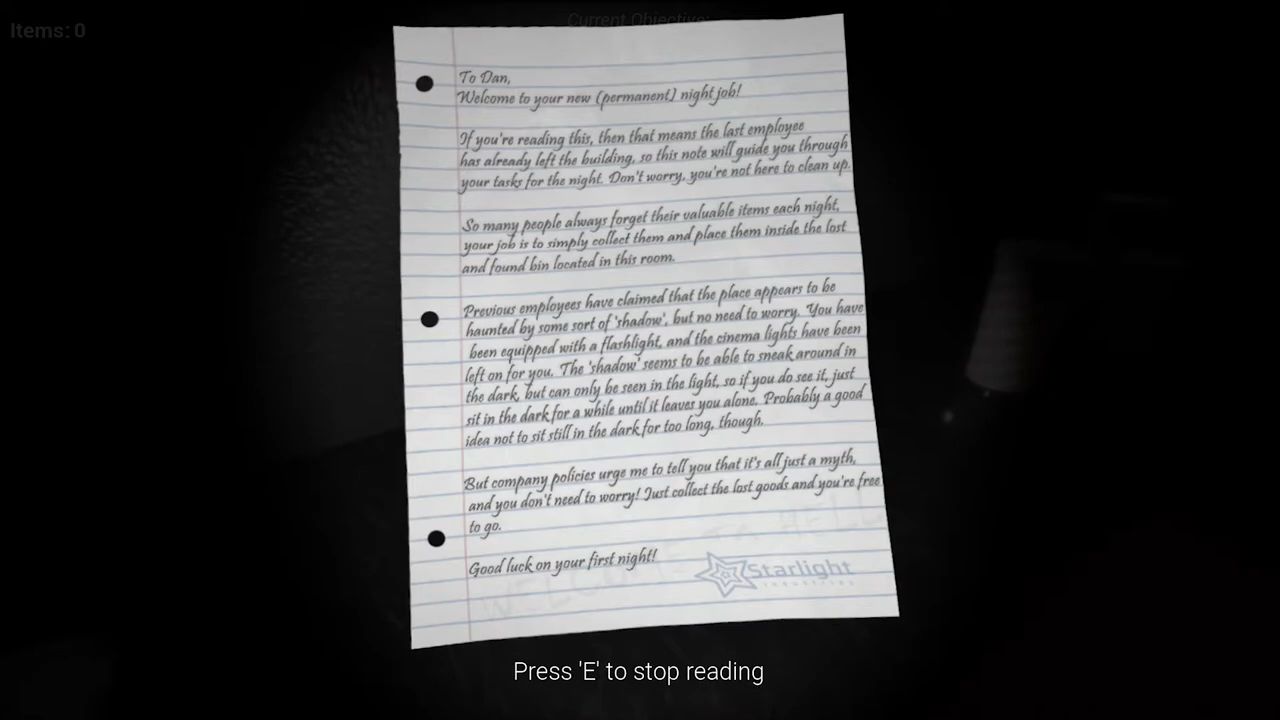 Current Objective:
Items: 0
To Dan,
Welcome to your new (permanent) night job!
If you're reading this, then that means the last employee
has already left the building, so this note will guide you through
your tasks for the night. Don't worry, you're not here to clean up.
So many people always forget their valuable items each night,
your job is to simply collect them and place them inside the lost
and found bin located in this room.
Previous employees have claimed that the place appears to be
haunted by some sort of 'shadow', but no need to worry. You have
been equipped with a flashlight, and the cinema lights have been
left on for you. The 'shadow' seems to be able to sneak around in
the dark, but can only be seen in the light, so if you do see it, just
sit in the dark for a while until it leaves you alone. Probably a good
idea not to sit still in the dark for too long, though.
But company policies urge me to tell you that it's all just a myth,
and you don't need to worry! Just collect the lost goods and you're free
to go.
Good luck on your first night!
WELCOME TO HELL
Starlight
Industries
Press 'E' to stop reading